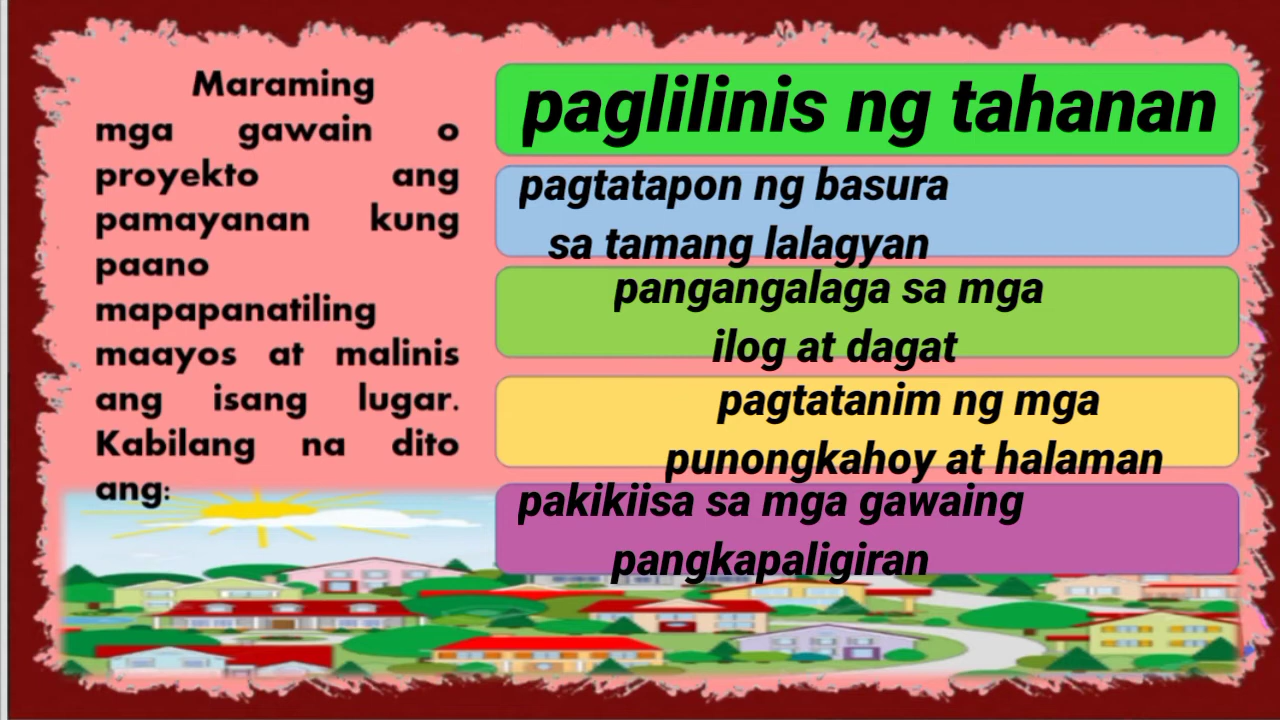 Maraming
mga gawain o
proyekto ang
pamayanan kung
paano
mapapanatiling
maayos at malinis
ang isang lugar.
Kabilang na dito
ang:
paglilinis ng tahanan
pagtatapon ng basura
sa tamang lalagyan
pangangalaga sa mga
ilog at dagat
pagtatanim ng mga
punongkahoy at halaman
pakikiisa sa mga gawaing
pangkapaligiran